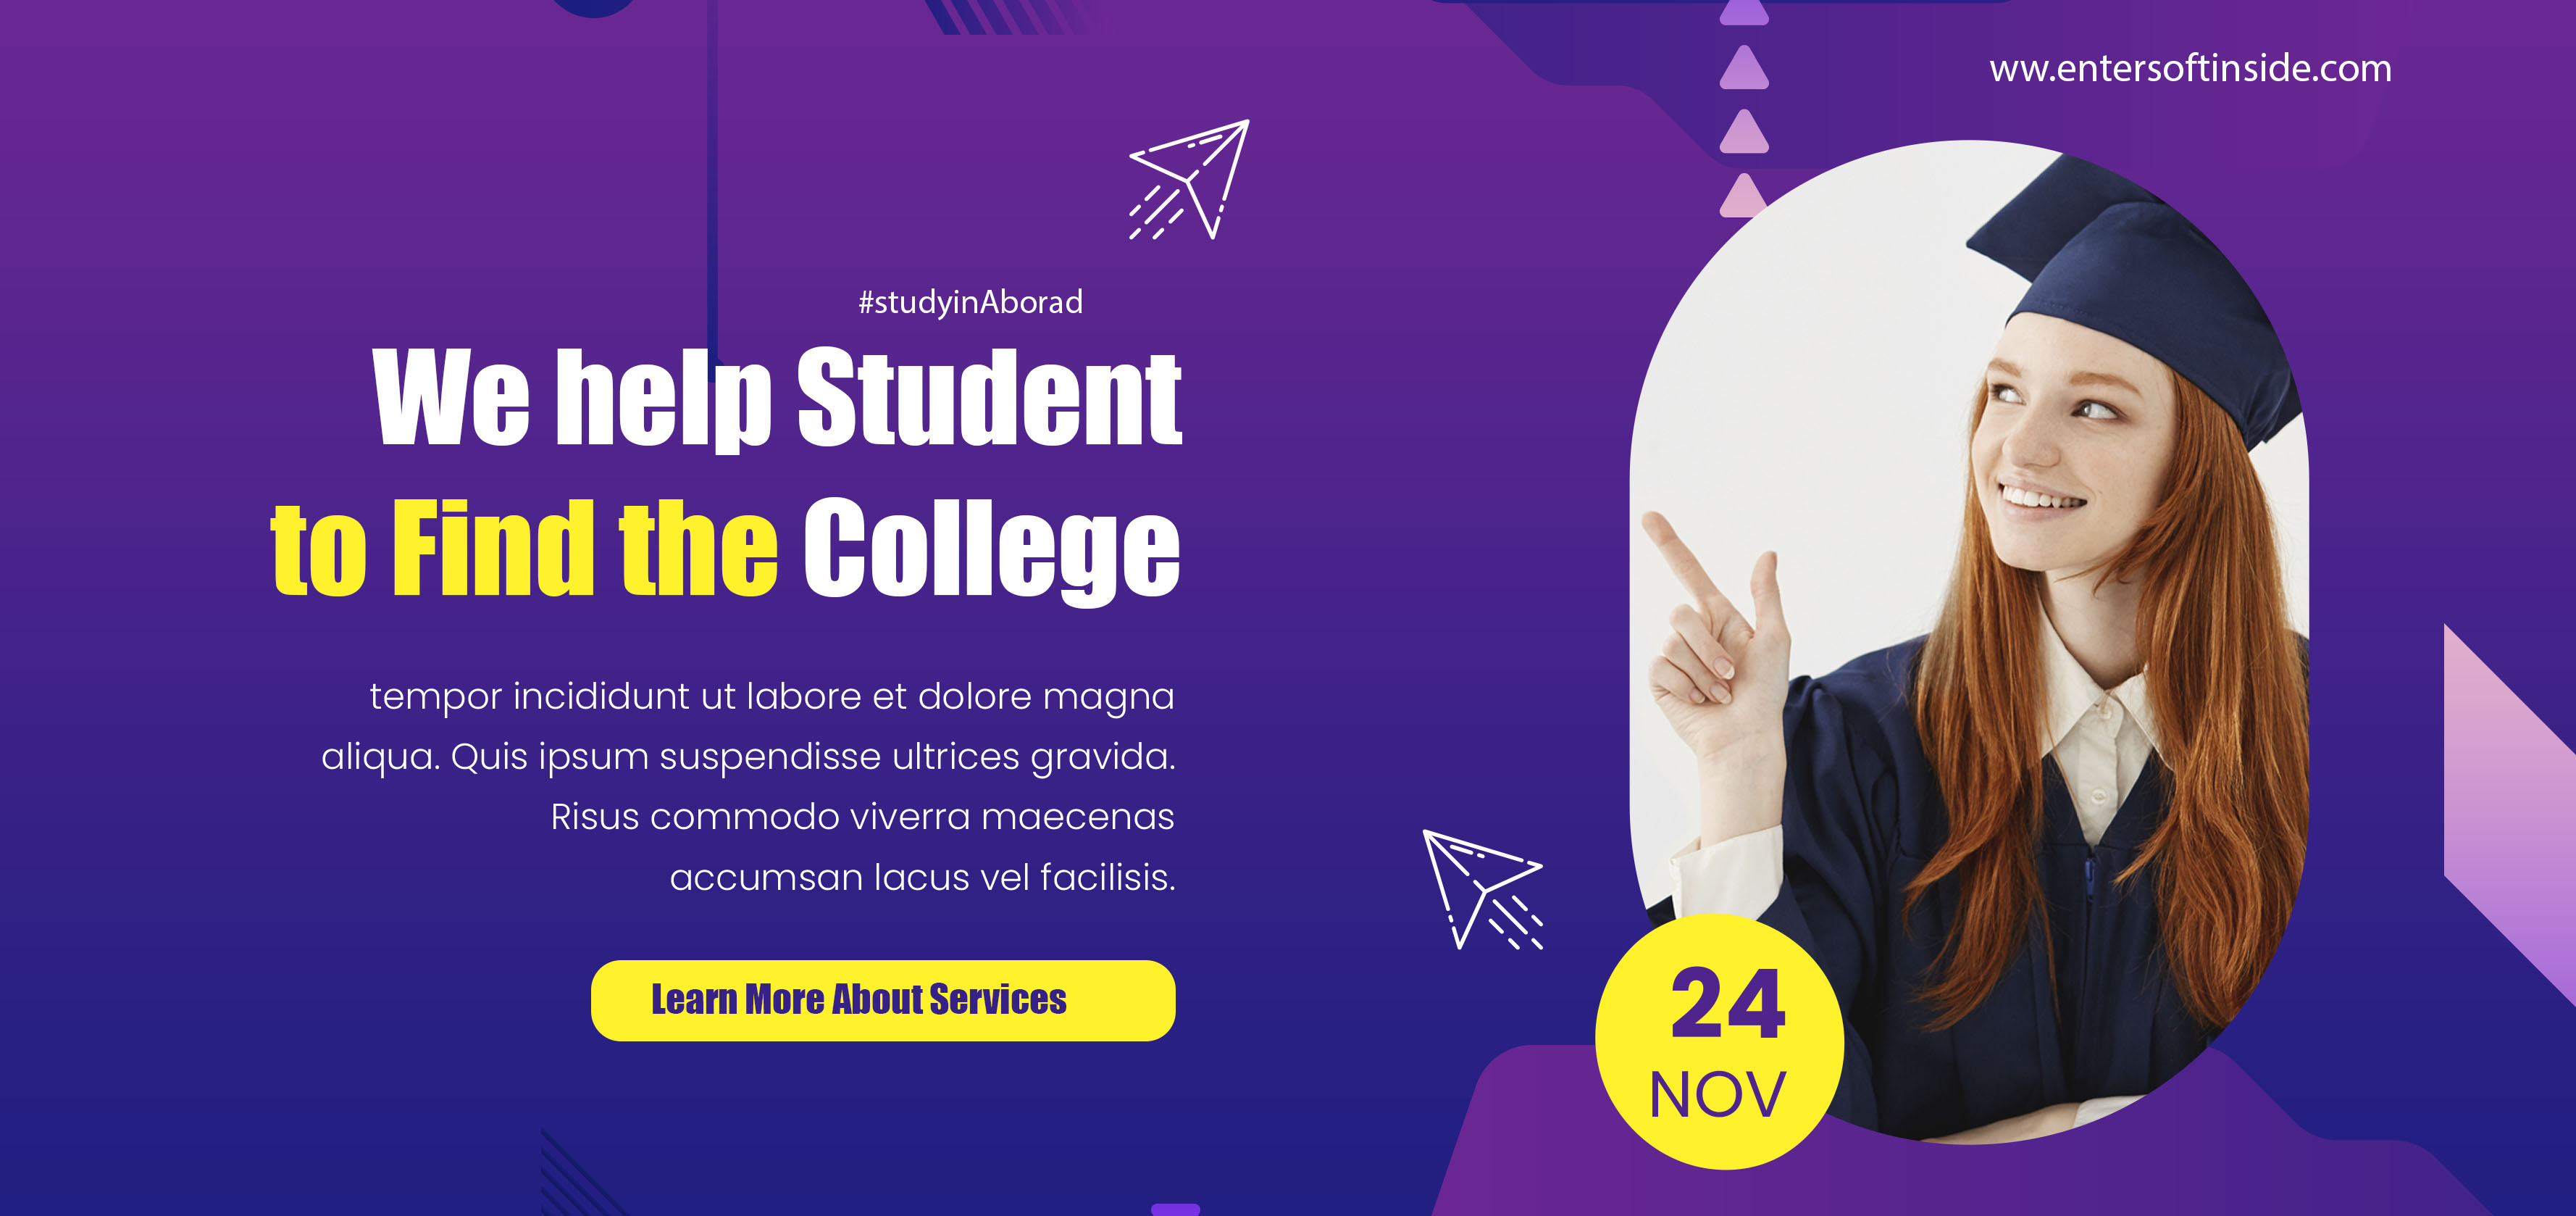 ww.entersoftinside.com
#studyinAborad
We help Student
to Find the College
tempor incididunt ut labore et dolore magna
aliqua. Quis ipsum suspendisse ultrices gravida.
Risus commodo viverra maecenas
accumsan lacus vel facilisis.
Learn More About Services
24
NOV